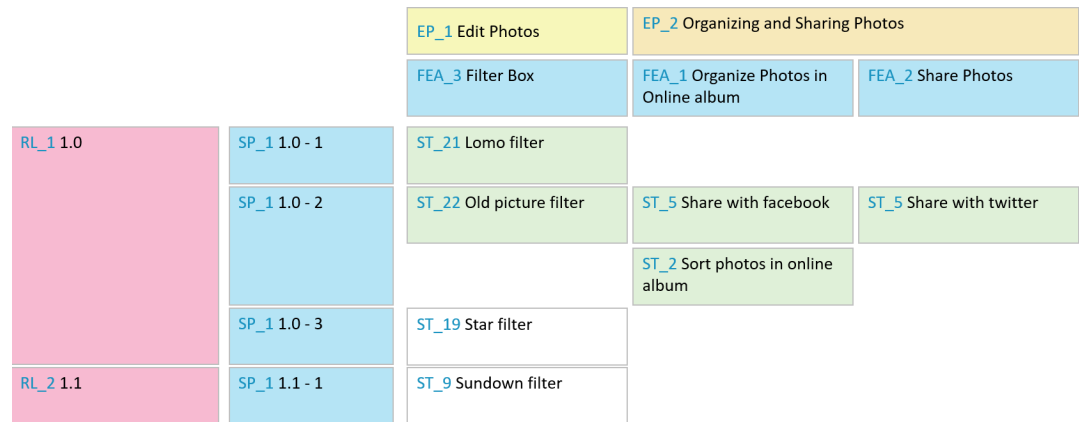 EP_1 Edit Photos
EP_2 Organizing and Sharing Photos
FEA_3 Filter Box
FEA_1 Organize Photos in
Online album
FEA_2 Share Photos
RL_1 1.0
SP_1 1.0 - 1
ST_21 Lomo filter
SP_1 1.0 - 2
ST_22 Old picture filter
ST_5 Share with facebook
ST_5 Share with twitter
ST_2 Sort photos in online
album
SP_1 1.0 - 3
ST_19 Star filter
RL_2 1.1
SP_1 1.1 - 1
ST_9 Sundown filter